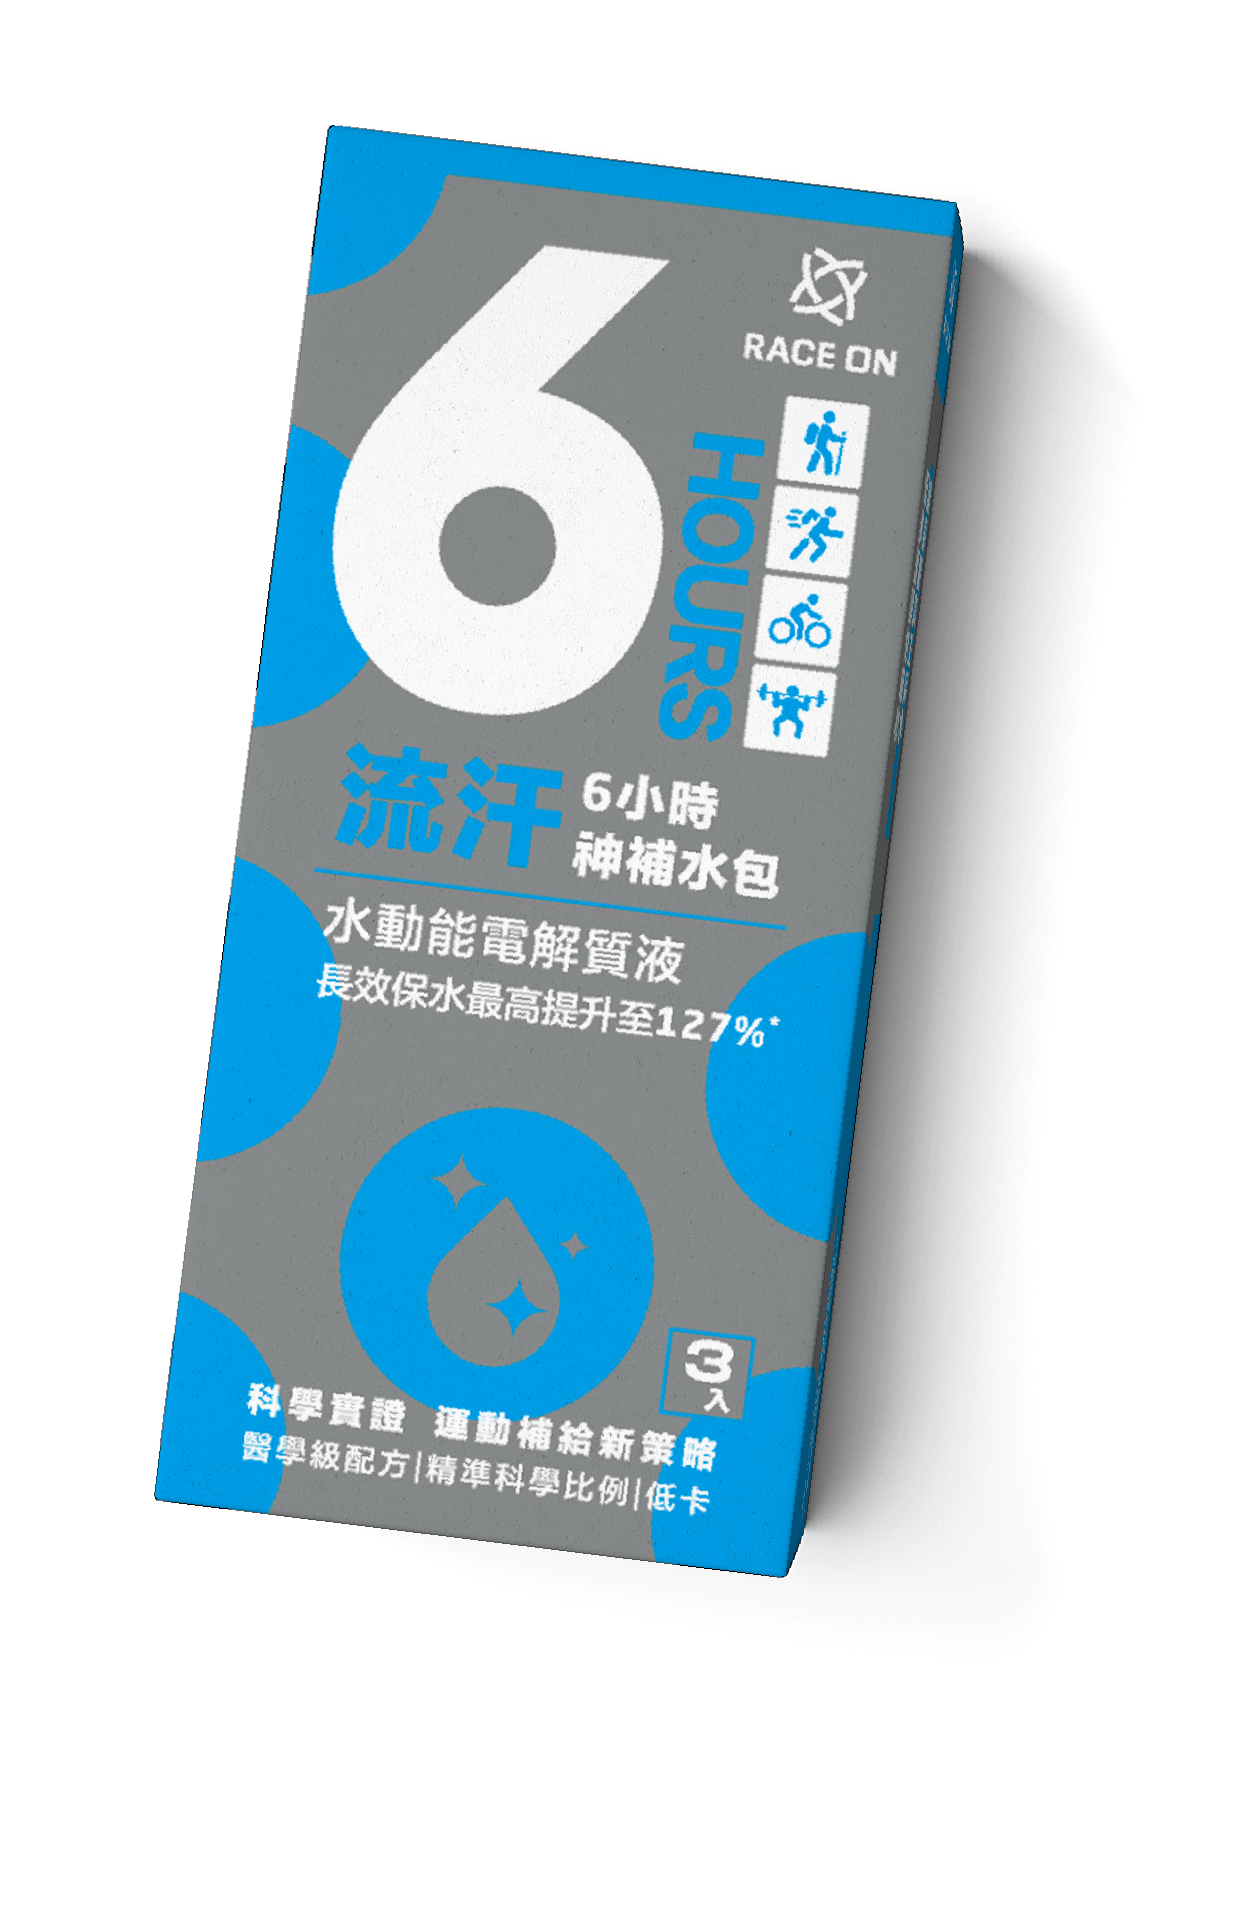 6
HOURS
RACE ON
流汗
6小時
神補水包
水動能電解質液
長效保水最高提升至127%*
3
入
科學實證 運動補給新策略
醫學級配方|精準科學比例|低卡